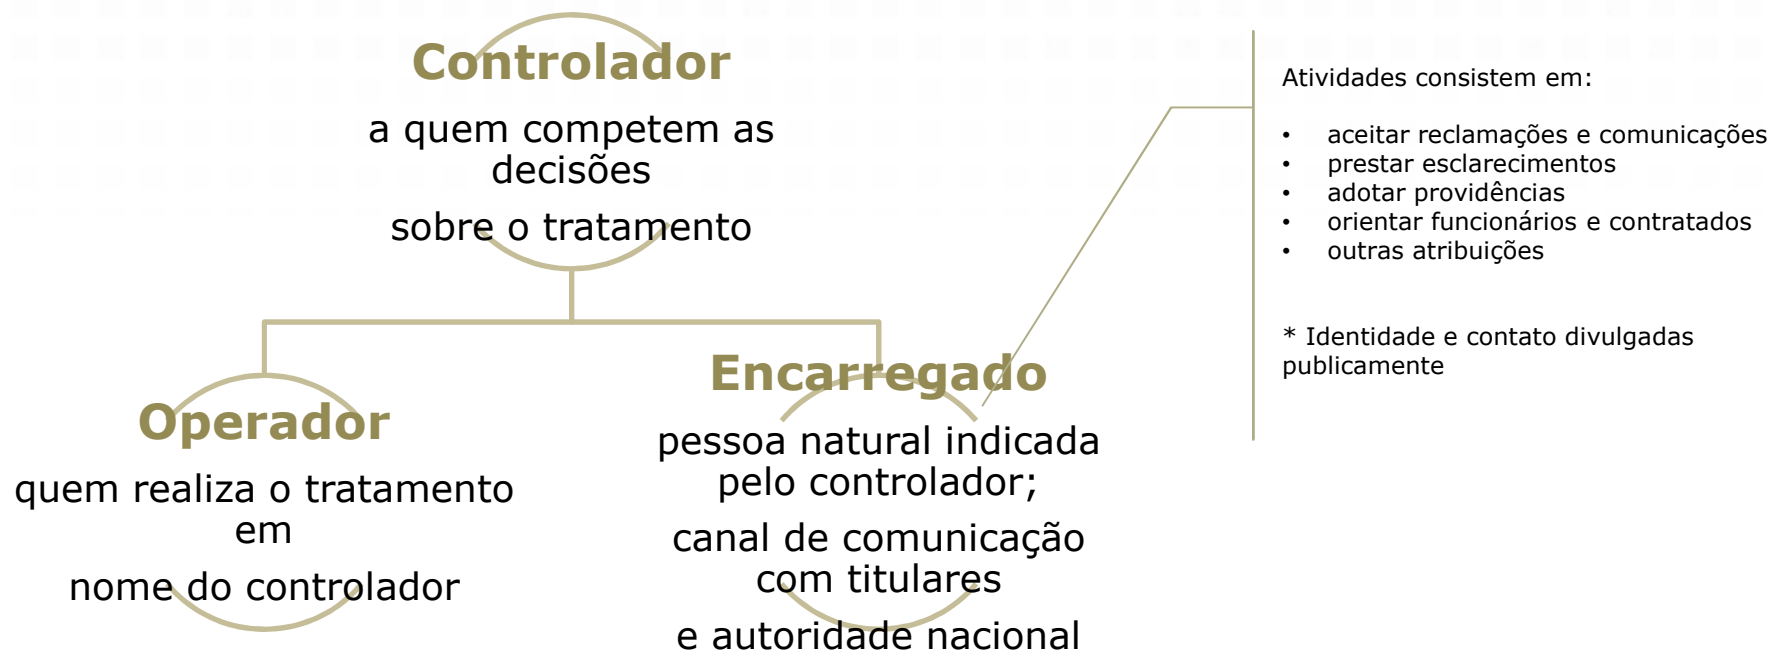 Controlador
a quem competem as
decisões
sobre o tratamento
Operador
quem realiza o tratamento
em
nome do controlador
Encarregado
pessoa natural indicada
pelo controlador;
canal de comunicação
com titulares
e autoridade nacional
Atividades consistem em:
• aceitar reclamações e comunicações
• prestar esclarecimentos
• adotar providências
• orientar funcionários e contratados
• outras atribuições
* Identidade e contato divulgadas
publicamente